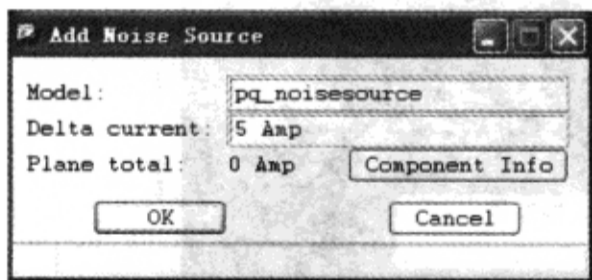 Add Noise Source
Model: pq_noisesource
Delta current: 5 Amp
Plane total: 0 Amp Component Info
OK Cancel